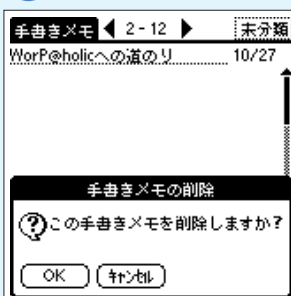 手書きメモ ◀ 2-12 ▶ 未分類
WorP@holicへの道のり 10/27
手書きメモの削除
この手書きメモを削除しますか?
OK ｷｬﾝｾﾙ